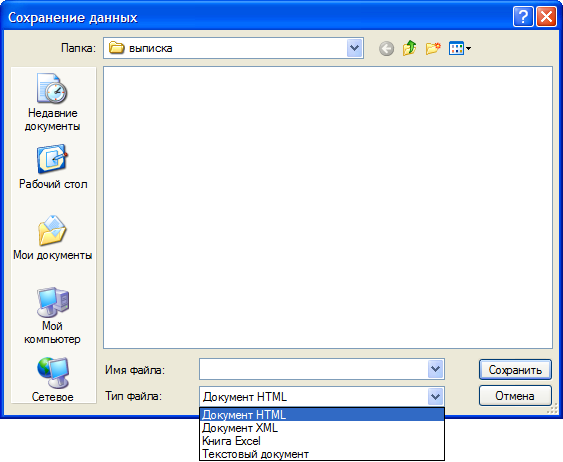 Сохранение данных
Папка:
выписка
Недавние
документы
Рабочий стол
Мои документы
Мой
компьютер
Сетевое
Имя файла:
Сохранить
Тип файла:
Документ HTML
Отмена
Документ HTML
Документ XML
Книга Excel
Текстовый документ